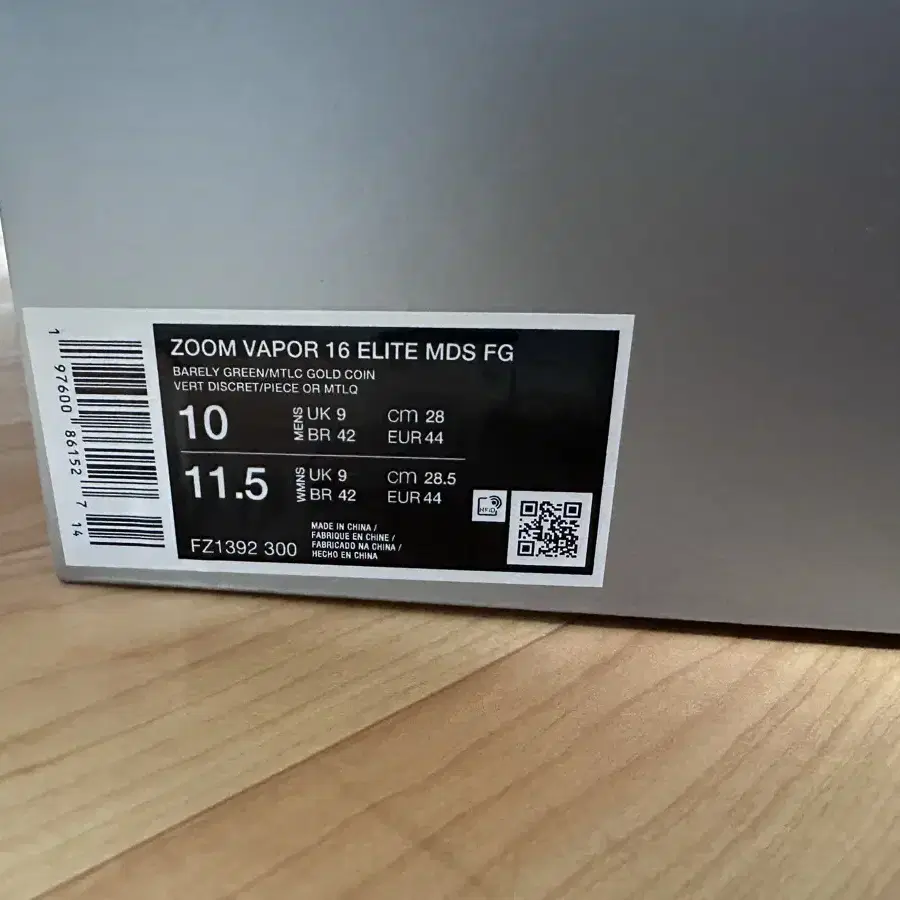 ZOOM VAPOR 16 ELITE MDS FG
BARELY GREEN/MTLC GOLD COIN
VERT DISCRET/PIECE OR MTLQ
10 MENS UK 9 cm 28
BR 42 EUR 44
11.5 WMNS UK 9 cm 28.5
BR 42 EUR 44
FZ1392 300
MADE IN CHINA /
FABRIQUE EN CHINE /
FABRICADO NA CHINA /
HECHO EN CHINA
HFID
1 97600 86152 7 14